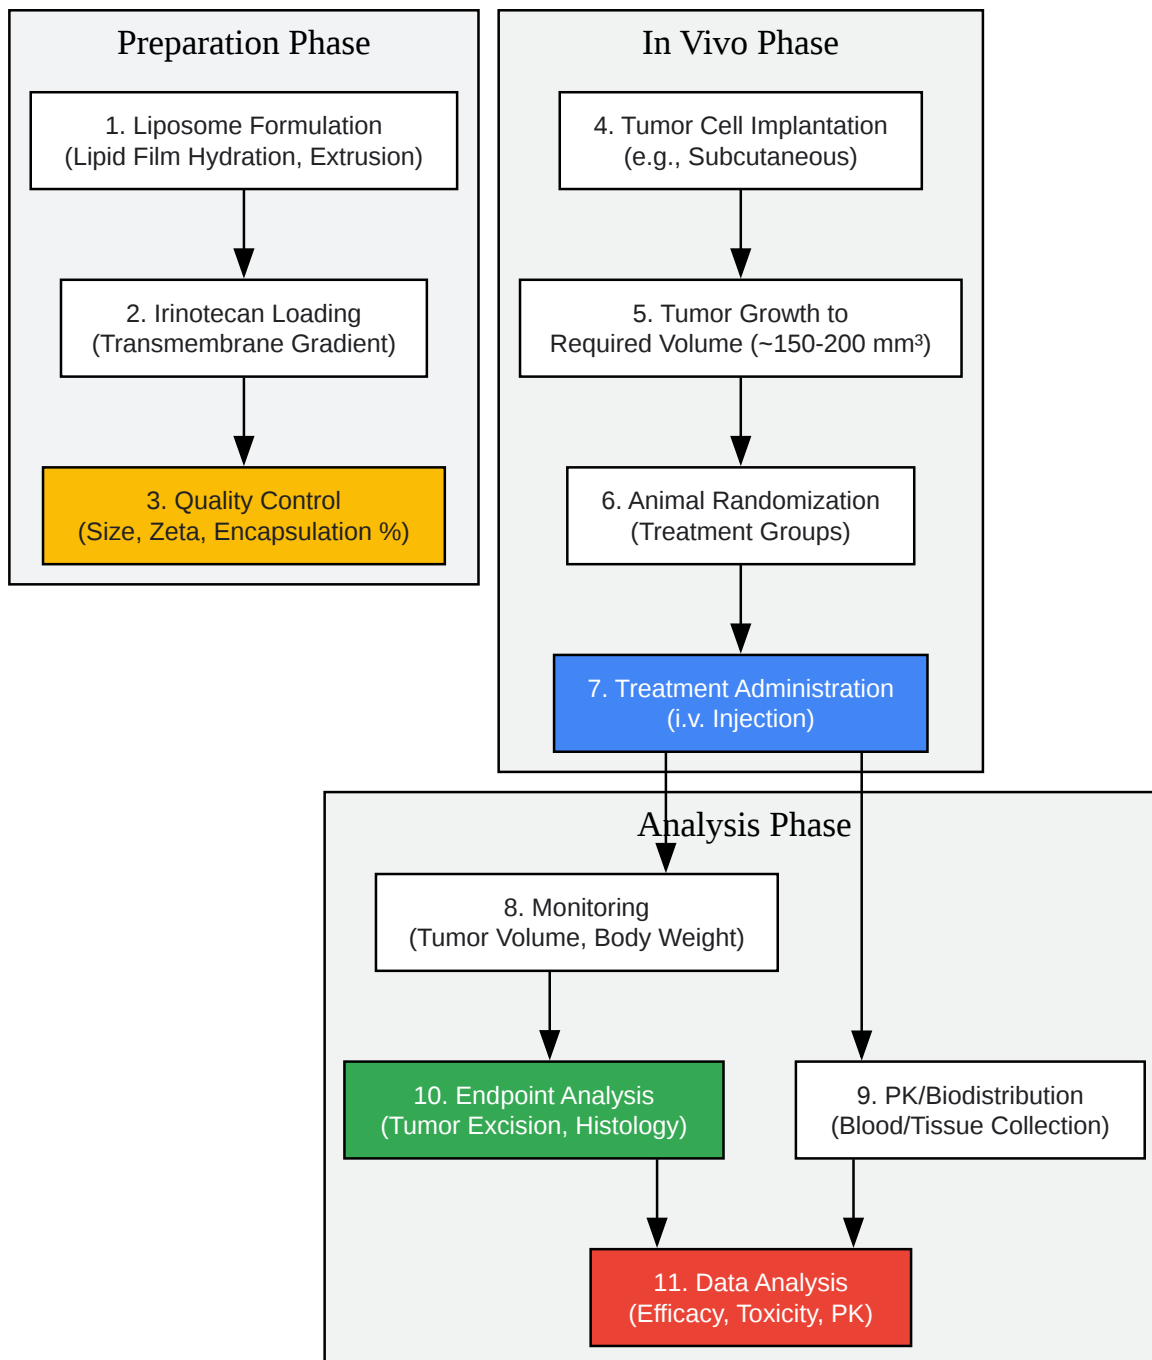 Preparation Phase
1. Liposome Formulation
(Lipid Film Hydration, Extrusion)
2. Irinotecan Loading
(Transmembrane Gradient)
3. Quality Control
(Size, Zeta, Encapsulation %)
In Vivo Phase
4. Tumor Cell Implantation
(e.g., Subcutaneous)
5. Tumor Growth to
Required Volume (~150-200 mm³)
6. Animal Randomization
(Treatment Groups)
7. Treatment Administration
(i.v. Injection)
Analysis Phase
8. Monitoring
(Tumor Volume, Body Weight)
10. Endpoint Analysis
(Tumor Excision, Histology)
9. PK/Biodistribution
(Blood/Tissue Collection)
11. Data Analysis
(Efficacy, Toxicity, PK)